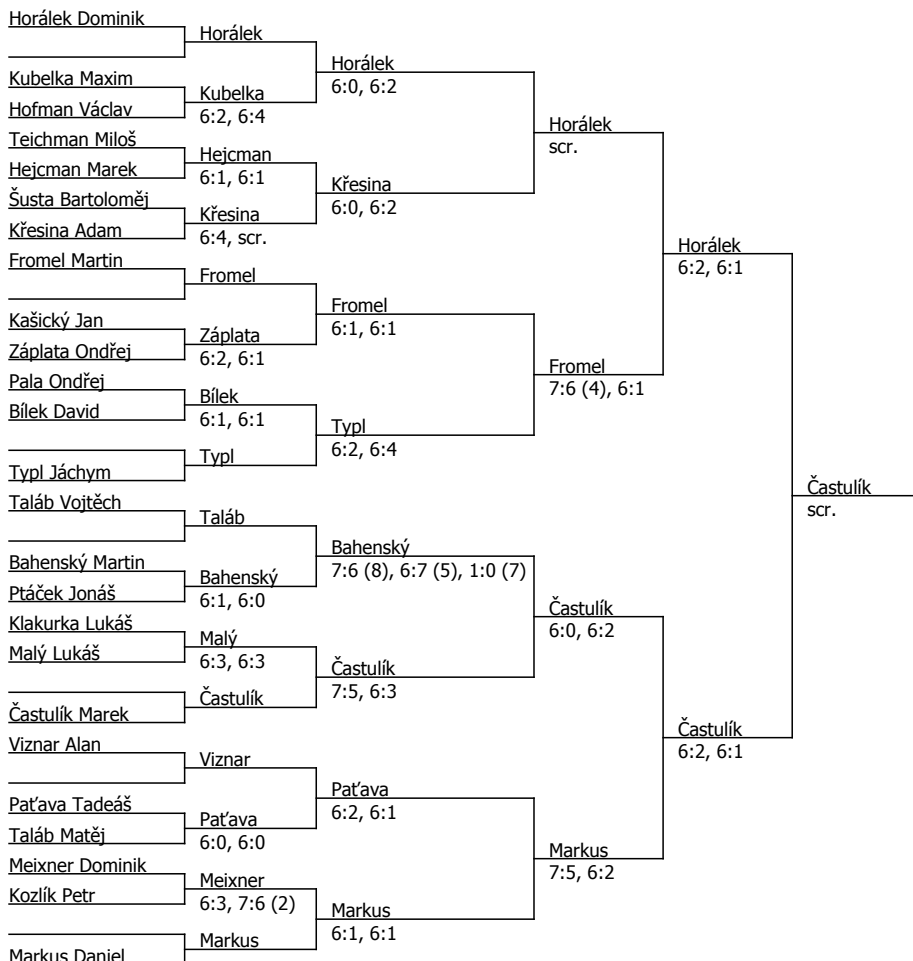 Horálek Dominik
Horálek
Horálek
6:0, 6:2
Kubelka Maxim
Kubelka
6:2, 6:4
Hofman Václav
Horálek
scr.
Teichman Miloš
Hejcman
6:1, 6:1
Hejcman Marek
Křesina
6:0, 6:2
Šusta Bartoloměj
Křesina
6:4, scr.
Křesina Adam
Horálek
6:2, 6:1
Fromel Martin
Fromel
Fromel
6:1, 6:1
Kašický Jan
Záplata
6:2, 6:1
Záplata Ondřej
Fromel
7:6 (4), 6:1
Pala Ondřej
Bílek
6:1, 6:1
Bílek David
Typl
6:2, 6:4
Typl
Typl Jáchym
Častulík
scr.
Taláb Vojtěch
Taláb
Bahenský
7:6 (8), 6:7 (5), 1:0 (7)
Bahenský Martin
Bahenský
6:1, 6:0
Ptáček Jonáš
Častulík
6:0, 6:2
Klakurka Lukáš
Malý
6:3, 6:3
Malý Lukáš
Častulík
7:5, 6:3
Častulík
Častulík Marek
Častulík
6:2, 6:1
Viznar Alan
Viznar
Paťava
6:2, 6:1
Paťava Tadeáš
Paťava
6:0, 6:0
Taláb Matěj
Markus
7:5, 6:2
Meixner Dominik
Meixner
6:3, 7:6 (2)
Kozlík Petr
Markus
6:1, 6:1
Markus
Markus Daniel